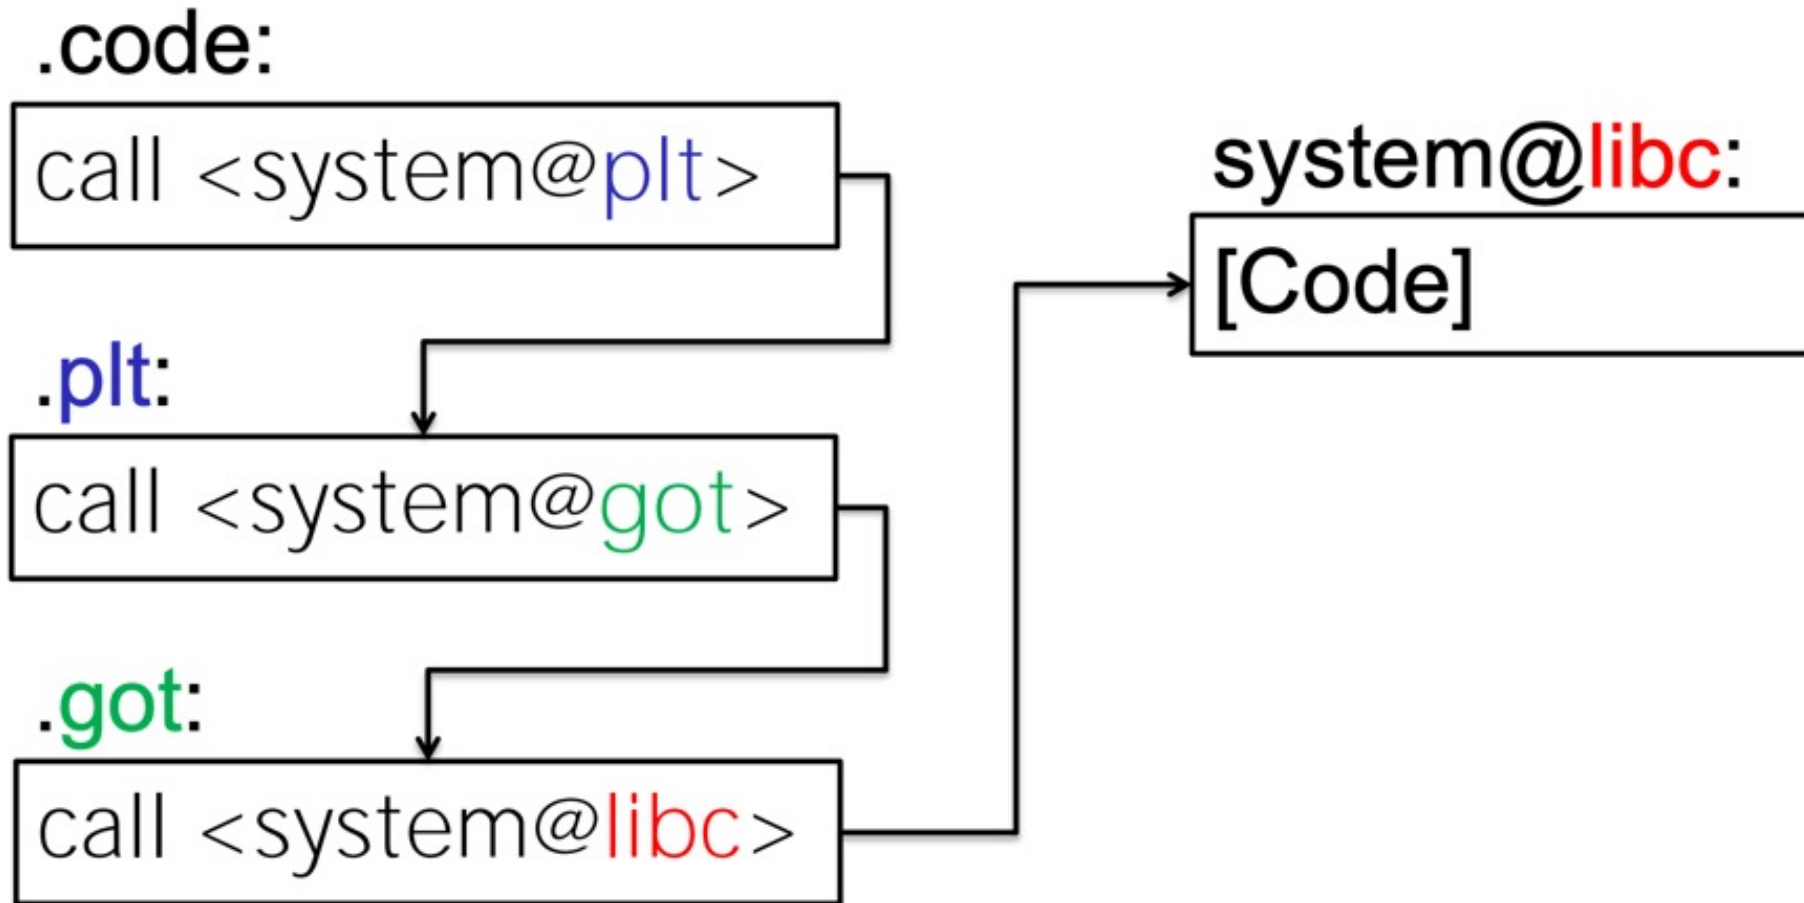 .code:
call <system@plt>
.plt:
call <system@got>
.got:
call <system@libc>
system@libc:
[Code]